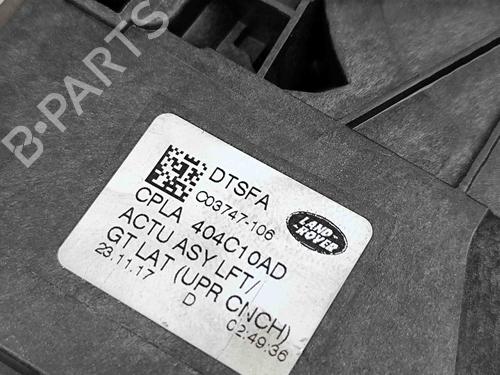 B-PARTS
DTSFA
C03747-106
LAND-
ROVER
CPLA 404C10AD
ACTU ASY LFT/
GT LAT (UPR CNCH)
23.11.17 D 02:49:36